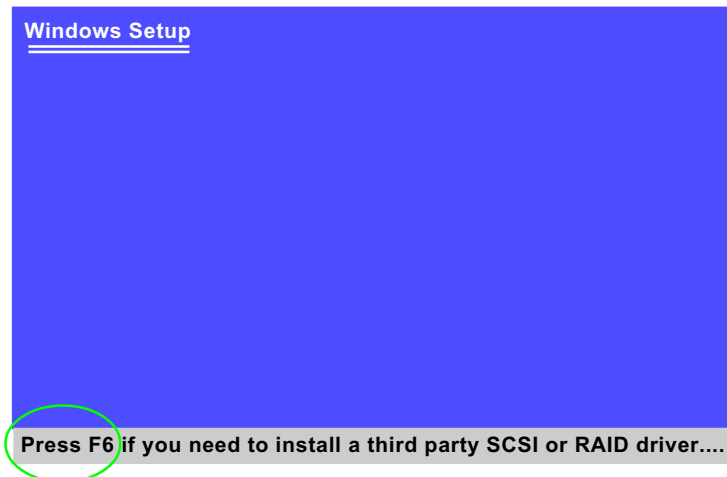 Windows Setup
Press F6 if you need to install a third party SCSI or RAID driver....